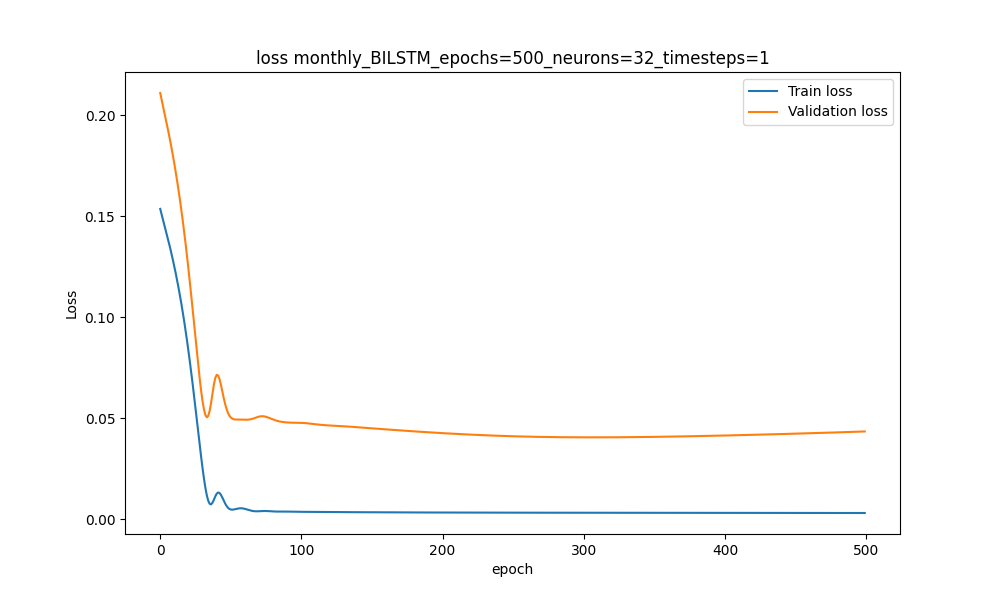 loss monthly_BILSTM_epochs=500_neurons=32_timesteps=1
Train loss
Validation loss
0.20
0.15
0.10
0.05
0.00
Loss
0 100 200 300 400 500
epoch